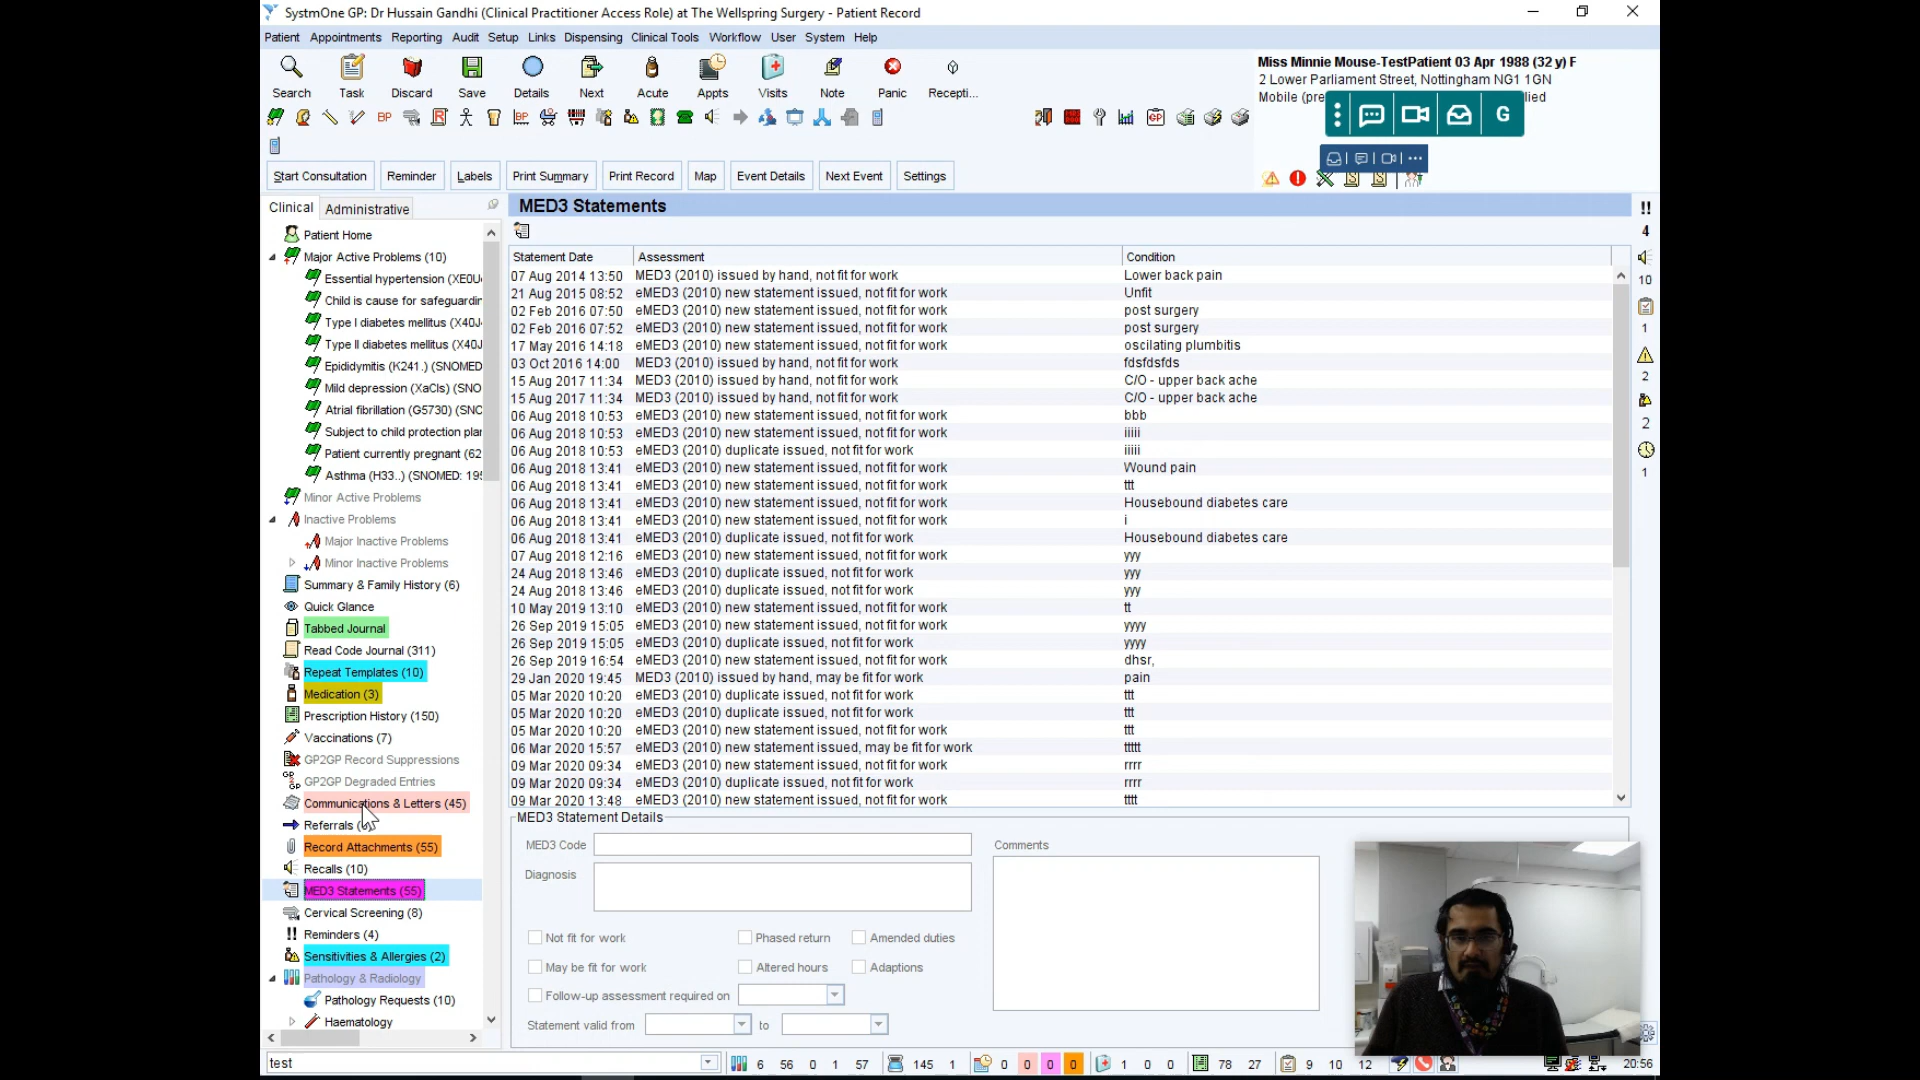 SystmOne GP: Dr Hussain Gandhi (Clinical Practitioner Access Role) at The Wellspring Surgery - Patient Record
Patient Appointments Reporting Audit Setup Links Dispensing Clinical Tools Workflow User System Help
Search Task Discard Save Details Next Acute Appts Visits Note Panic Recepti...
Miss Minnie Mouse-TestPatient 03 Apr 1988 (32 y) F
2 Lower Parliament Street, Nottingham NG1 1GN
Mobile (pre lied
G
BP
Start Consultation Reminder Labels Print Summary Print Record Map Event Details Next Event Settings
Clinical Administrative
Patient Home
Major Active Problems (10)
Essential hypertension (XE0U
Child is cause for safeguardin
Type I diabetes mellitus (X40J
Type II diabetes mellitus (X40J
Epididymitis (K241.) (SNOMED
Mild depression (XaCIs) (SNO
Atrial fibrillation (G5730) (SNC
Subject to child protection plan
Patient currently pregnant (62
Asthma (H33..) (SNOMED: 195
Minor Active Problems
Inactive Problems
Major Inactive Problems
Minor Inactive Problems
Summary & Family History (6)
Quick Glance
Tabbed Journal
Read Code Journal (311)
Repeat Templates (10)
Medication (3)
Prescription History (150)
Vaccinations (7)
GP2GP Record Suppressions
GP2GP Degraded Entries
Communications & Letters (45)
Referrals
Record Attachments (55)
Recalls (10)
MED3 Statements (55)
Cervical Screening (8)
Reminders (4)
Sensitivities & Allergies (2)
Pathology & Radiology
Pathology Requests (10)
Haematology
MED3 Statements
Statement Date Assessment Condition
07 Aug 2014 13:50 MED3 (2010) issued by hand, not fit for work Lower back pain
21 Aug 2015 08:52 eMED3 (2010) new statement issued, not fit for work Unfit
02 Feb 2016 07:50 eMED3 (2010) new statement issued, not fit for work post surgery
02 Feb 2016 07:52 eMED3 (2010) new statement issued, not fit for work post surgery
17 May 2016 14:18 eMED3 (2010) new statement issued, not fit for work oscilating plumbitis
03 Oct 2016 14:00 MED3 (2010) issued by hand, not fit for work fdsfdsfds
15 Aug 2017 11:34 MED3 (2010) issued by hand, not fit for work C/O - upper back ache
15 Aug 2017 11:34 MED3 (2010) issued by hand, not fit for work C/O - upper back ache
06 Aug 2018 10:53 eMED3 (2010) new statement issued, not fit for work bbb
06 Aug 2018 10:53 eMED3 (2010) new statement issued, not fit for work iiiii
06 Aug 2018 10:53 eMED3 (2010) duplicate issued, not fit for work iiiii
06 Aug 2018 13:41 eMED3 (2010) new statement issued, not fit for work Wound pain
06 Aug 2018 13:41 eMED3 (2010) new statement issued, not fit for work ttt
06 Aug 2018 13:41 eMED3 (2010) new statement issued, not fit for work Housebound diabetes care
06 Aug 2018 13:41 eMED3 (2010) new statement issued, not fit for work i
06 Aug 2018 13:41 eMED3 (2010) duplicate issued, not fit for work Housebound diabetes care
07 Aug 2018 12:16 eMED3 (2010) new statement issued, not fit for work yyy
24 Aug 2018 13:46 eMED3 (2010) duplicate issued, not fit for work yyy
24 Aug 2018 13:46 eMED3 (2010) duplicate issued, not fit for work yyy
10 May 2019 13:10 eMED3 (2010) new statement issued, not fit for work tt
26 Sep 2019 15:05 eMED3 (2010) new statement issued, not fit for work yyyy
26 Sep 2019 15:05 eMED3 (2010) duplicate issued, not fit for work yyyy
26 Sep 2019 16:54 eMED3 (2010) new statement issued, not fit for work dhsr,
29 Jan 2020 19:45 MED3 (2010) issued by hand, may be fit for work pain
05 Mar 2020 10:20 eMED3 (2010) duplicate issued, not fit for work ttt
05 Mar 2020 10:20 eMED3 (2010) duplicate issued, not fit for work ttt
05 Mar 2020 10:20 eMED3 (2010) new statement issued, not fit for work ttt
06 Mar 2020 15:57 eMED3 (2010) new statement issued, may be fit for work ttttt
09 Mar 2020 09:34 eMED3 (2010) new statement issued, not fit for work rrrr
09 Mar 2020 09:34 eMED3 (2010) duplicate issued, not fit for work rrrr
09 Mar 2020 13:48 eMED3 (2010) new statement issued, not fit for work tttt
MED3 Statement Details
MED3 Code
Diagnosis
Comments
Not fit for work Phased return Amended duties
May be fit for work Altered hours Adaptions
Follow-up assessment required on
Statement valid from to
!!
4
10
1
2
2
1
test 6 56 0 1 57 145 1 0 0 0 0 1 0 0 78 27 9 10 12 20:56